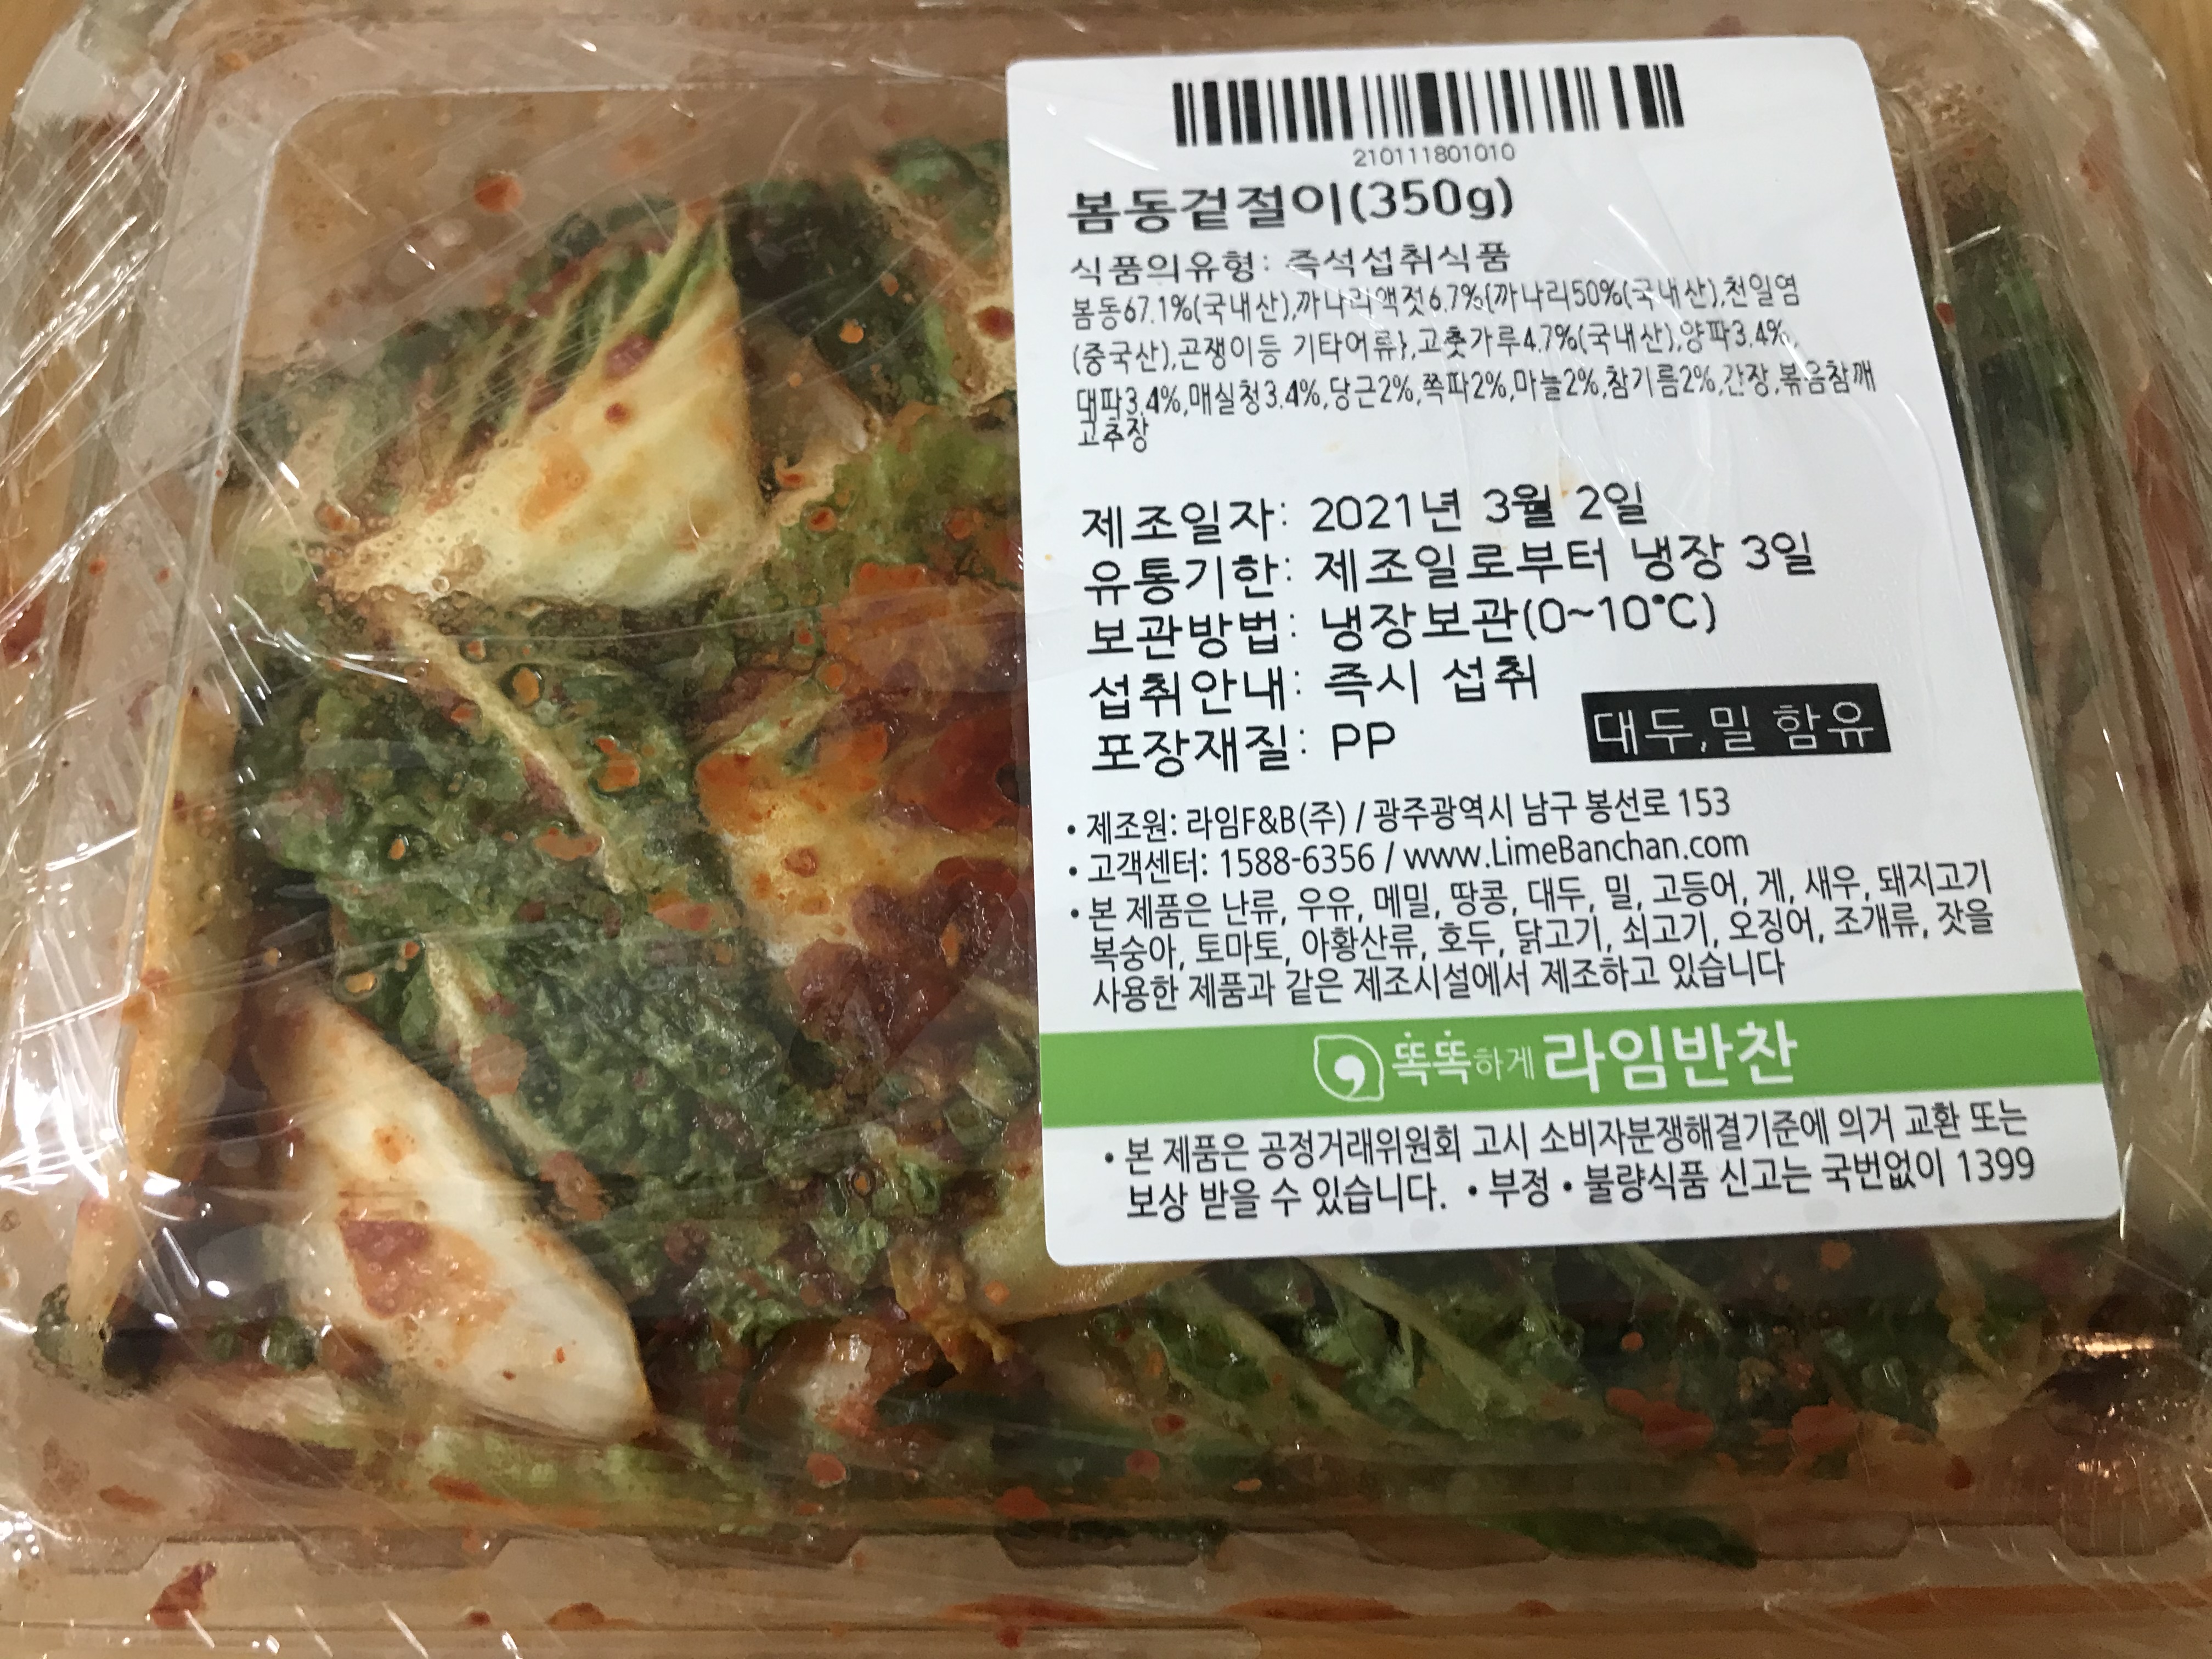 210111801010
봄동겉절이(350g)
식품의유형: 즉석섭취식품
봄동67.1%(국내산),까나리액젓6.7%{까나리50%(국내산),천일염
(중국산),곤쟁이등 기타어류},고춧가루4.7%(국내산),양파3.4%,
대파3.4%,매실청3.4%,당근2%,쪽파2%,마늘2%,참기름2%,간장,볶음참깨
고추장
제조일자: 2021년 3월 2일
유통기한: 제조일로부터 냉장 3일
보관방법: 냉장보관(0~10℃)
섭취안내: 즉시 섭취
포장재질: PP
대두,밀 함유
• 제조원: 라임F&B(주) / 광주광역시 남구 봉선로 153
• 고객센터: 1588-6356 / www.LimeBanchan.com
• 본 제품은 난류, 우유, 메밀, 땅콩, 대두, 밀, 고등어, 게, 새우, 돼지고기
복숭아, 토마토, 아황산류, 호두, 닭고기, 쇠고기, 오징어, 조개류, 잣을
사용한 제품과 같은 제조시설에서 제조하고 있습니다
똑똑하게 라임반찬
• 본 제품은 공정거래위원회 고시 소비자분쟁해결기준에 의거 교환 또는
보상 받을 수 있습니다. • 부정 • 불량식품 신고는 국번없이 1399